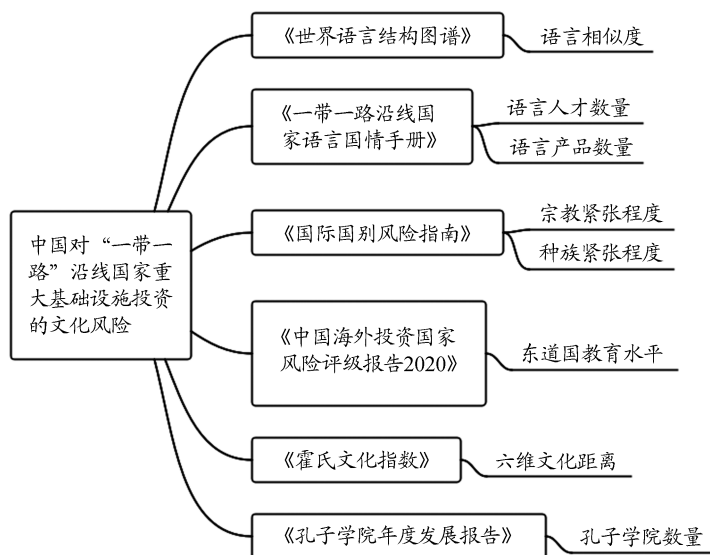 《世界语言结构图谱》
语言相似度
《一带一路沿线国
家语言国情手册》
语言人才数量
语言产品数量
中国对“一带一
路”沿线国家重
大基础设施投资
的文化风险
《国际国别风险指南》
宗教紧张程度
种族紧张程度
《中国海外投资国家
风险评级报告2020》
东道国教育水平
《霍氏文化指数》
六维文化距离
《孔子学院年度发展报告》
孔子学院数量